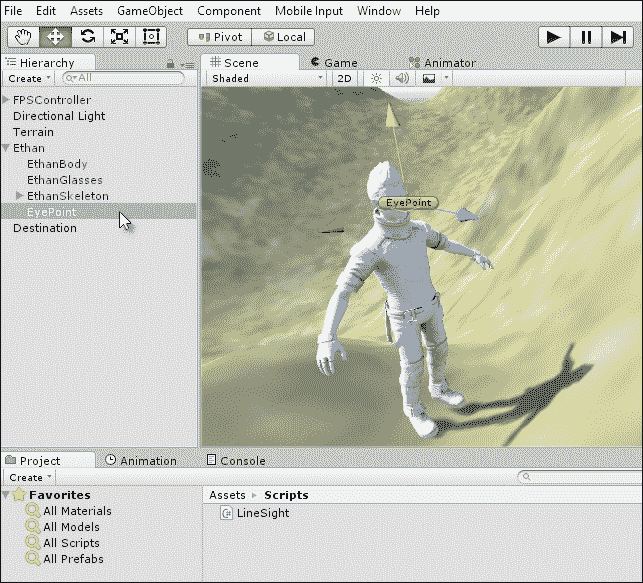 File Edit Assets GameObject Component Mobile Input Window Help
Pivot Local
Hierarchy
Create All
FPSController
Directional Light
Terrain
Ethan
EthanBody
EthanGlasses
EthanSkeleton
EyePoint
Destination
Scene Game Animator
Shaded 2D
EyePoint
Project Animation Console
Create
Favorites
All Materials
All Models
All Scripts
All Prefabs
Assets Scripts
C#
LineSight